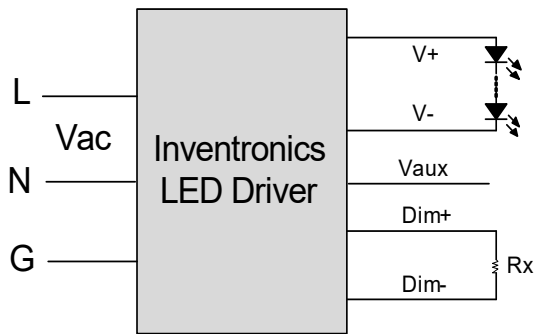 L
Vac
N
G
Inventronics
LED Driver
V+
V-
Vaux
Dim+
Dim-
Rx